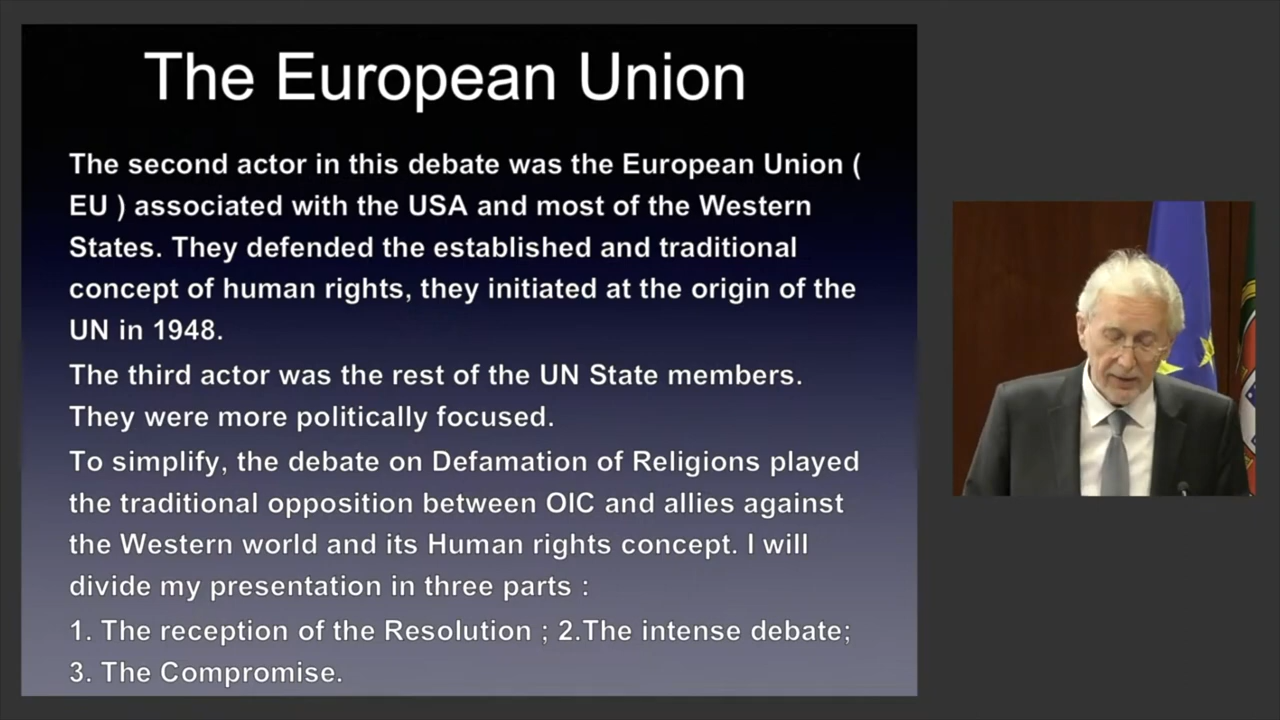 The European Union
The second actor in this debate was the European Union (
EU ) associated with the USA and most of the Western
States. They defended the established and traditional
concept of human rights, they initiated at the origin of the
UN in 1948.
The third actor was the rest of the UN State members.
They were more politically focused.
To simplify, the debate on Defamation of Religions played
the traditional opposition between OIC and allies against
the Western world and its Human rights concept. I will
divide my presentation in three parts :
1. The reception of the Resolution ; 2.The intense debate;
3. The Compromise.